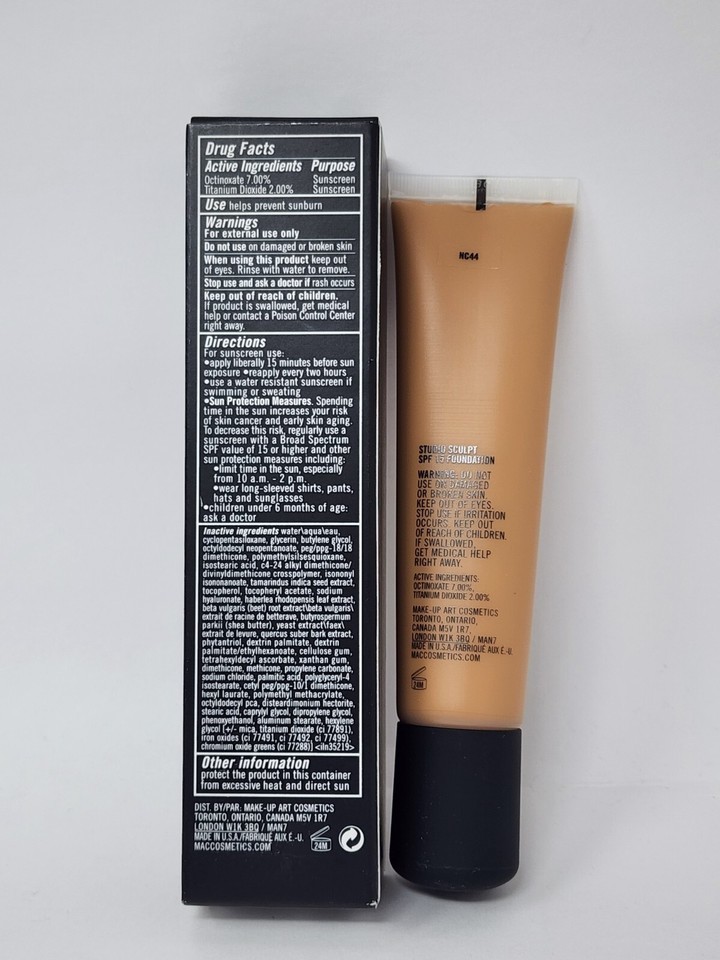 Drug Facts
Active Ingredients Purpose
Octinoxate 7.00% Sunscreen
Titanium Dioxide 2.00% Sunscreen
Use helps prevent sunburn
Warnings
For external use only
Do not use on damaged or broken skin
When using this product keep out
of eyes. Rinse with water to remove.
Stop use and ask a doctor if rash occurs
Keep out of reach of children.
If product is swallowed, get medical
help or contact a Poison Control Center
right away.
Directions
For sunscreen use:
•apply liberally 15 minutes before sun
exposure •reapply every two hours
•use a water resistant sunscreen if
swimming or sweating
•Sun Protection Measures. Spending
time in the sun increases your risk
of skin cancer and early skin aging.
To decrease this risk, regularly use a
sunscreen with a Broad Spectrum
SPF value of 15 or higher and other
sun protection measures including:
•limit time in the sun, especially
from 10 a.m. - 2 p.m.
•wear long-sleeved shirts, pants,
hats and sunglasses
•children under 6 months of age:
ask a doctor
Inactive ingredients water\aqua\eau,
cyclopentasiloxane, glycerin, butylene glycol,
octyldodecyl neopentanoate, peg/ppg-18/18
dimethicone, polymethylsilsesquioxane,
isostearic acid, c4-24 alkyl dimethicone/
divinyldimethicone crosspolymer, isononyl
isononanoate, tamarindus indica seed extract,
tocopherol, tocopheryl acetate, sodium
hyaluronate, haberlea rhodopensis leaf extract,
beta vulgaris (beet) root extract\beta vulgaris\
extrait de racine de betterave, butyrospermum
parkii (shea butter), yeast extract\faex\
extrait de levure, quercus suber bark extract,
phytantriol, dextrin palmitate, dextrin
palmitate/ethylhexanoate, cellulose gum,
tetrahexyldecyl ascorbate, xanthan gum,
dimethicone, methicone, propylene carbonate,
sodium chloride, palmitic acid, polyglyceryl-4
isostearate, cetyl peg/ppg-10/1 dimethicone,
hexyl laurate, polymethyl methacrylate,
octyldodecyl pca, disteardimonium hectorite,
stearic acid, caprylyl glycol, dipropylene glycol,
phenoxyethanol, aluminum stearate, hexylene
glycol [+/- mica, titanium dioxide (ci 77891),
iron oxides (ci 77491, ci 77492, ci 77499),
chromium oxide greens (ci 77288)] <iln35219>
Other information
protect the product in this container
from excessive heat and direct sun
DIST. BY/PAR: MAKE-UP ART COSMETICS
TORONTO, ONTARIO, CANADA M5V 1R7
LONDON W1K 3BQ / MAN7
MADE IN U.S.A./FABRIQUÉ AUX É.-U.
MACCOSMETICS.COM
24M
NC44
STUDIO SCULPT
SPF 15 FOUNDATION
WARNING: DO NOT
USE ON DAMAGED
OR BROKEN SKIN.
KEEP OUT OF EYES.
STOP USE IF IRRITATION
OCCURS. KEEP OUT
OF REACH OF CHILDREN.
IF SWALLOWED,
GET MEDICAL HELP
RIGHT AWAY.
ACTIVE INGREDIENTS:
OCTINOXATE 7.00%,
TITANIUM DIOXIDE 2.00%
MAKE-UP ART COSMETICS
TORONTO, ONTARIO,
CANADA M5V 1R7,
LONDON W1K 3BQ / MAN7
MADE IN U.S.A./FABRIQUÉ AUX É.-U.
MACCOSMETICS.COM
24M